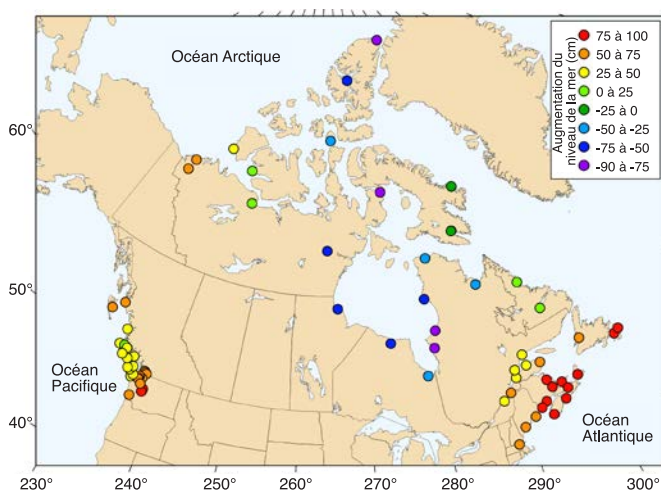 Océan Arctique
Augmentation du
niveau de la mer (cm)
75 à 100
50 à 75
25 à 50
0 à 25
-25 à 0
-50 à -25
-75 à -50
-90 à -75
60°
50°
40°
Océan
Pacifique
Océan
Atlantique
230°
240°
250°
260°
270°
280°
290°
300°